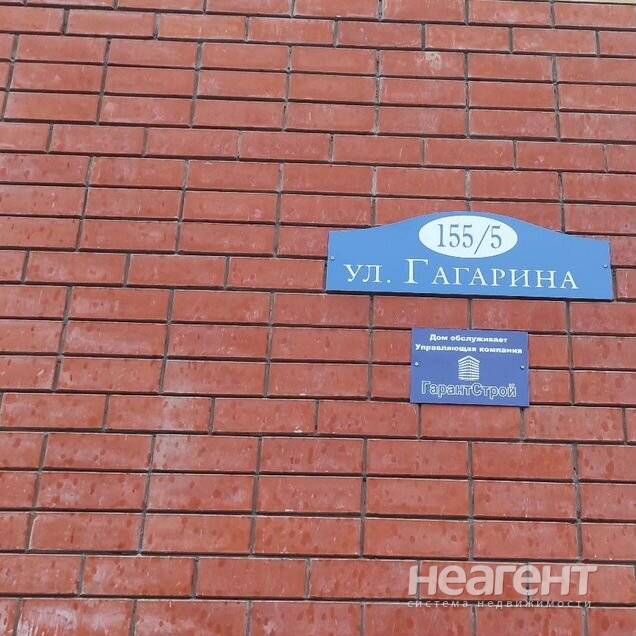 155/5
ул. Гагарина
Дом обслуживает
Управляющая компания
ГарантСтрой
Неагент
система недвижимости